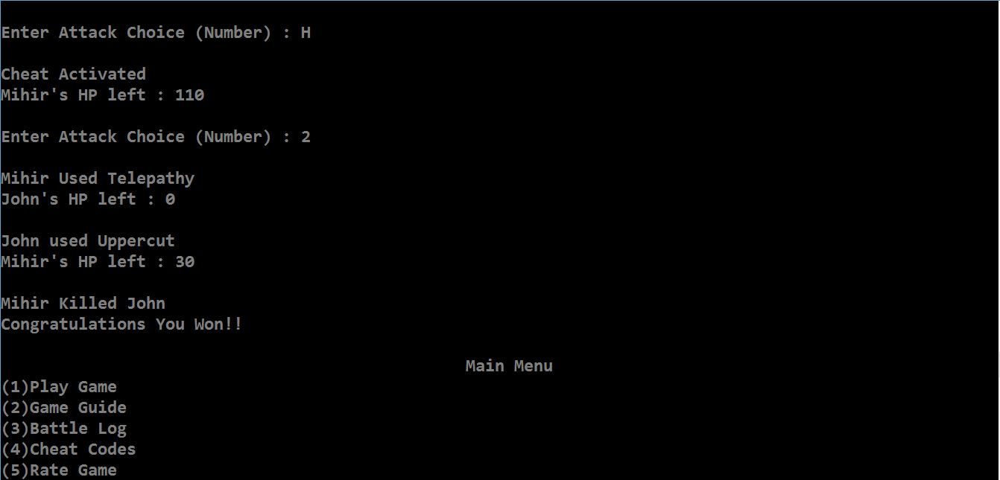 Enter Attack Choice (Number) : H
Cheat Activated
Mihir's HP left : 110
Enter Attack Choice (Number) : 2
Mihir Used Telepathy
John's HP left : 0
John used Uppercut
Mihir's HP left : 30
Mihir Killed John
Congratulations You Won!!
Main Menu
(1)Play Game
(2)Game Guide
(3)Battle Log
(4)Cheat Codes
(5)Rate Game